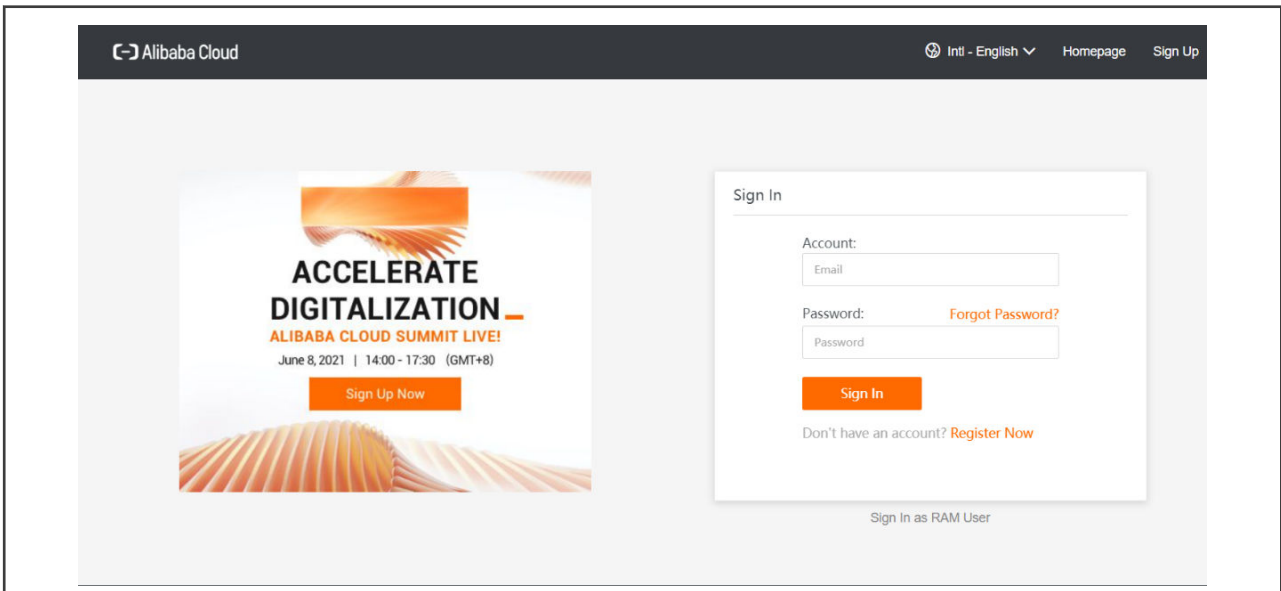 Alibaba Cloud
Intl - English
Homepage
Sign Up
ACCELERATE
DIGITALIZATION
ALIBABA CLOUD SUMMIT LIVE!
June 8, 2021 | 14:00 - 17:30 (GMT+8)
Sign Up Now
Sign In
Account:
Email
Password:
Forgot Password?
Password
Sign In
Don't have an account? Register Now
Sign In as RAM User